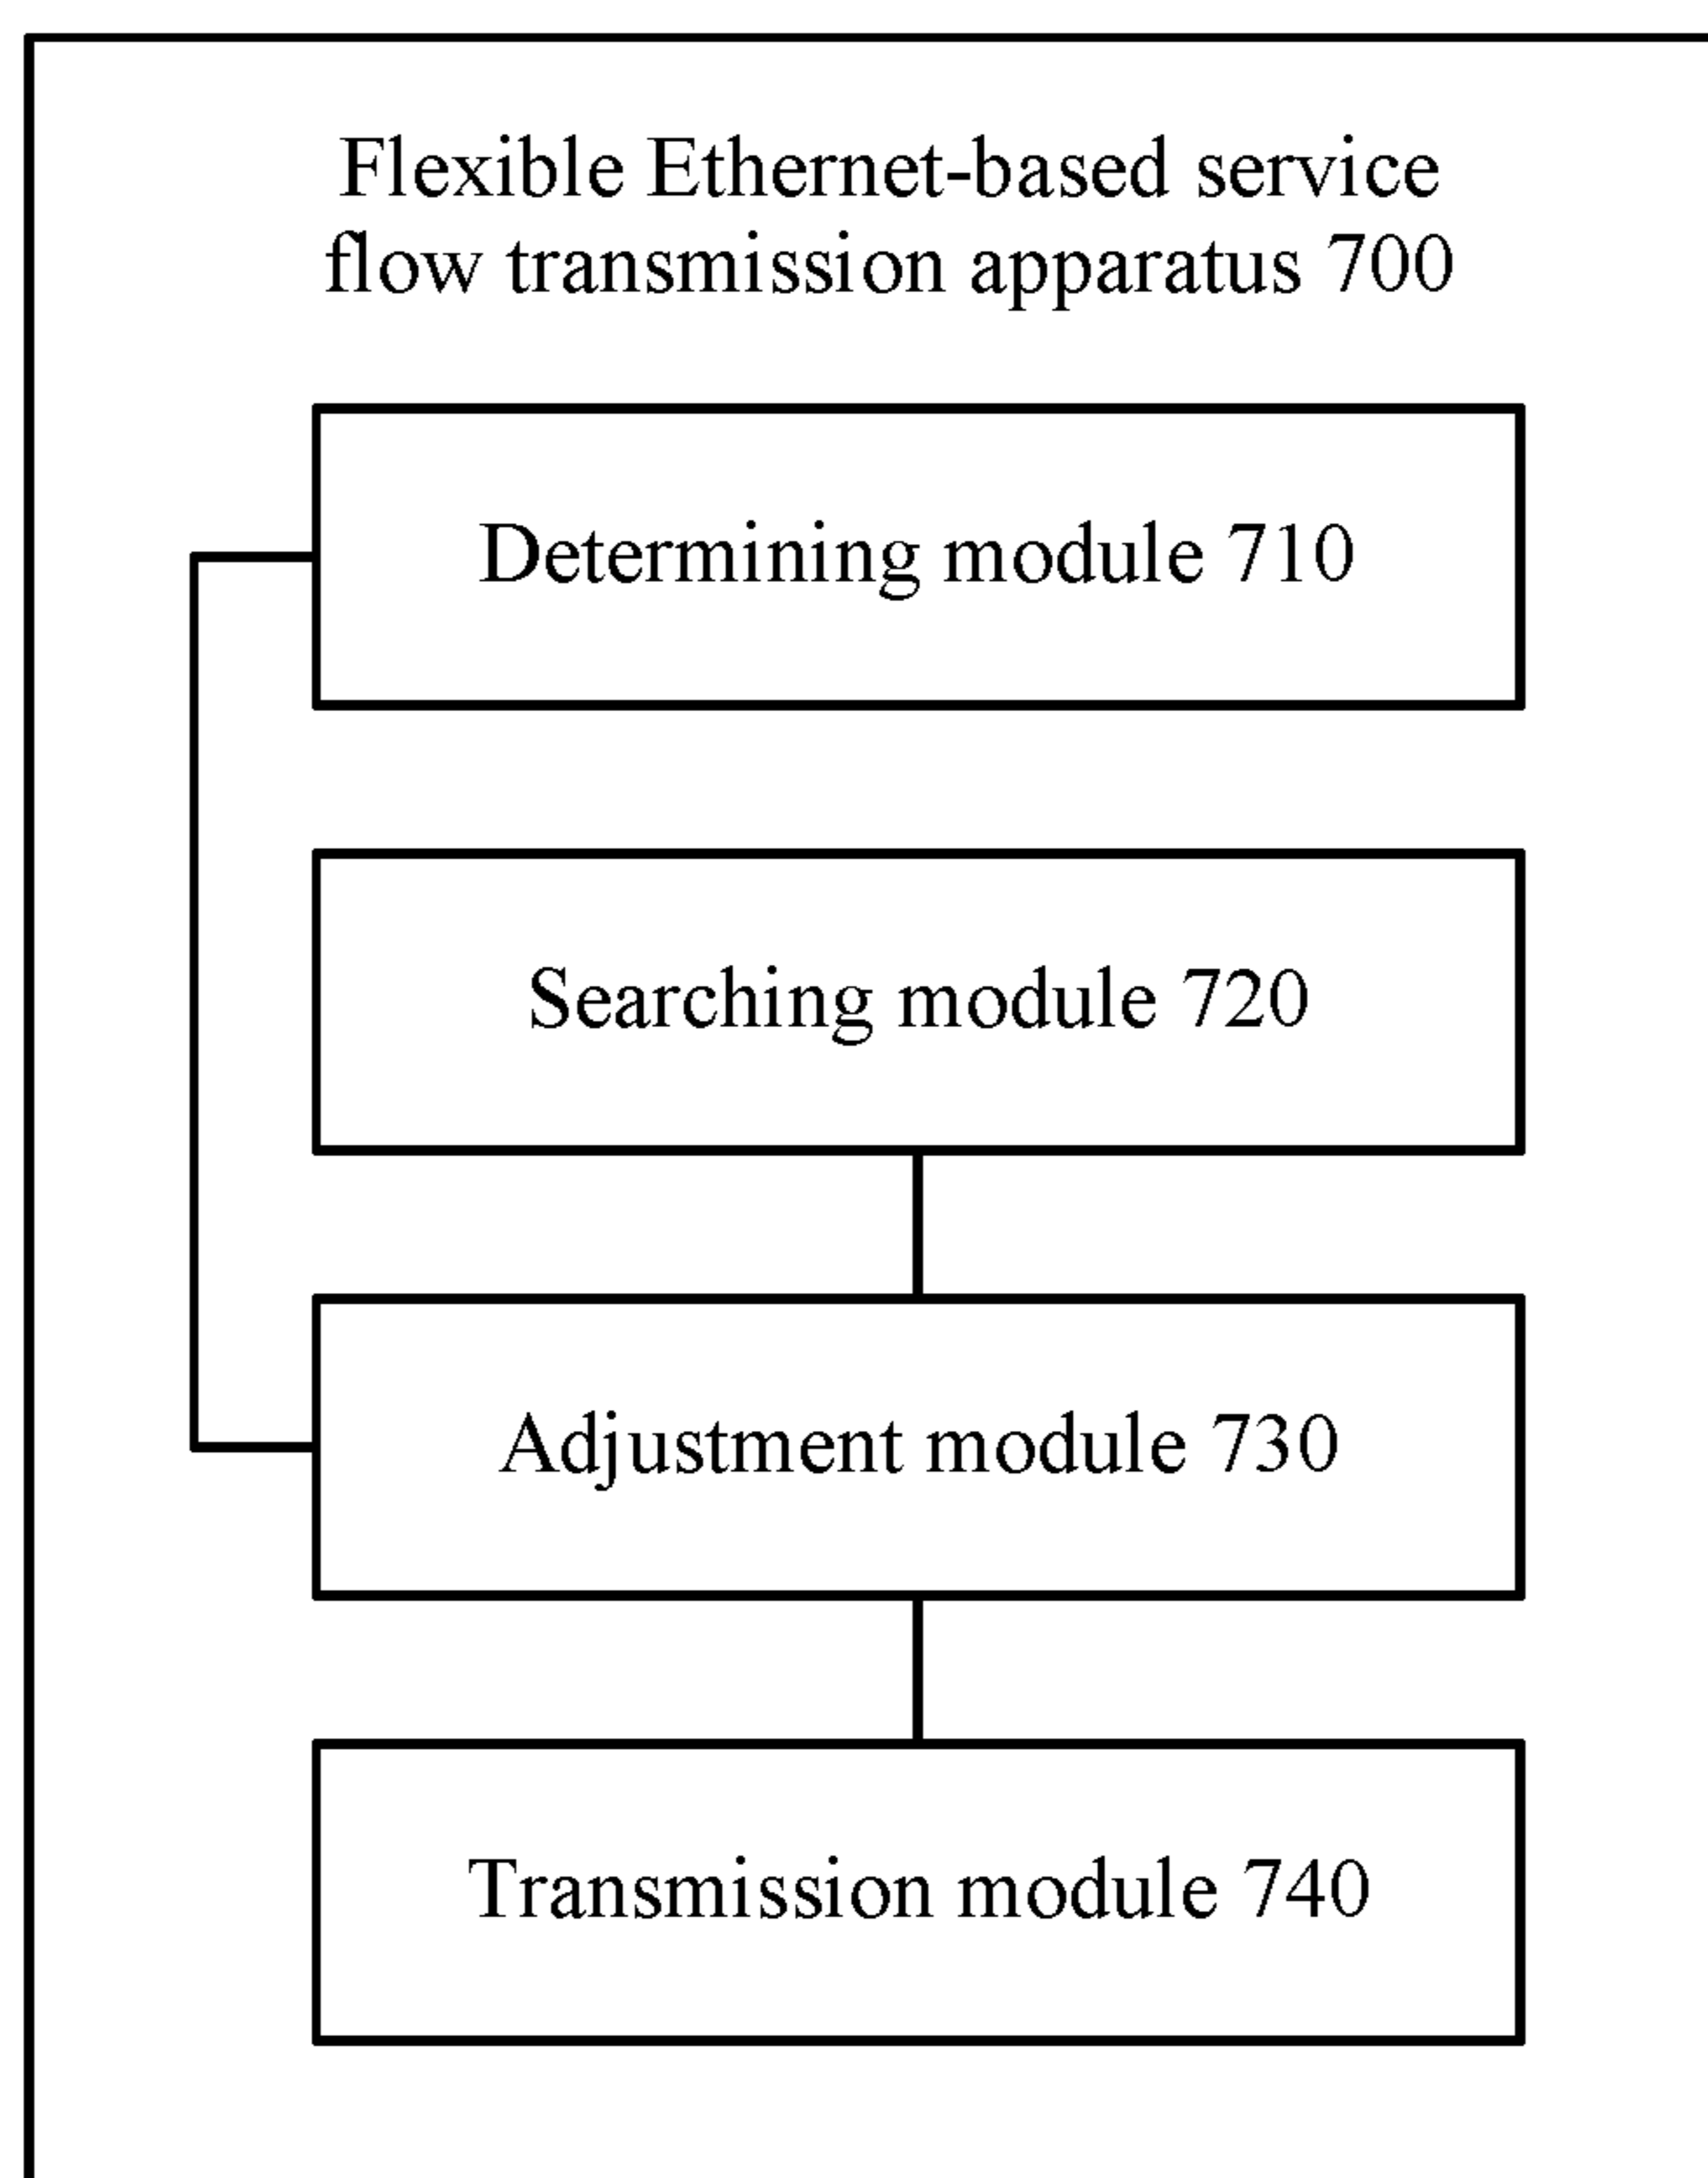 Flexible Ethernet-based service
flow transmission apparatus 700
Determining module 710
Searching module 720
Adjustment module 730
Transmission module 740